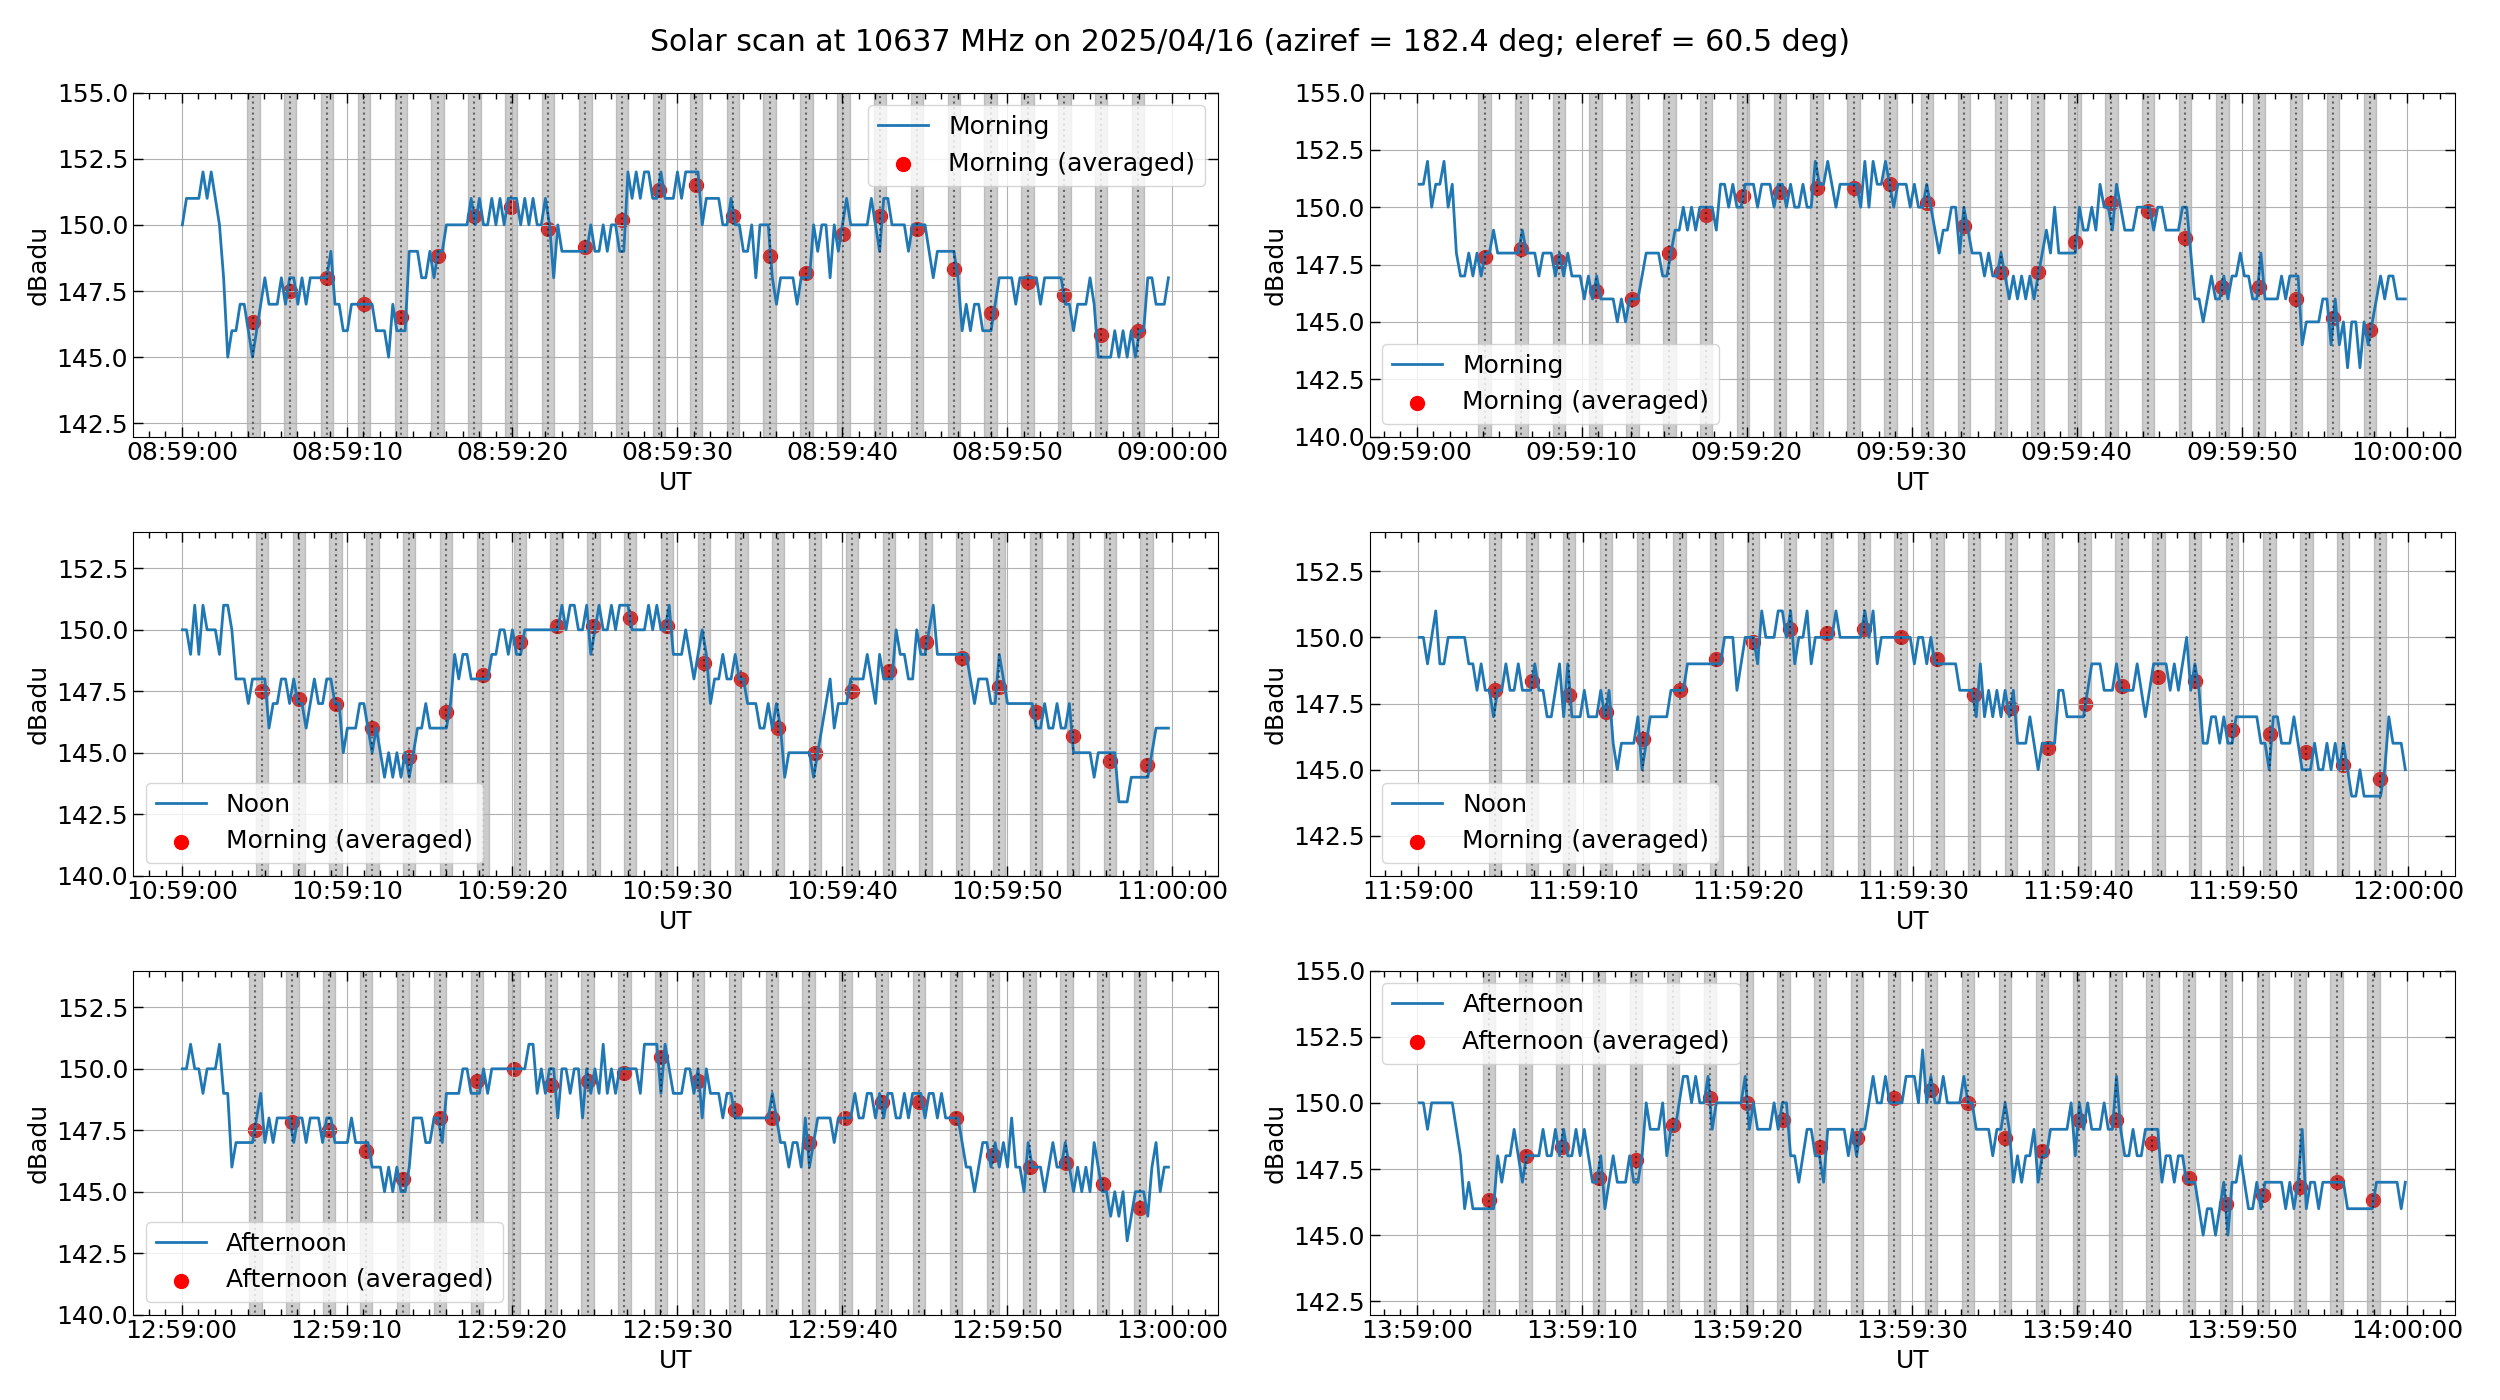 Solar scan at 10637 MHz on 2025/04/16 (aziref = 182.4 deg; eleref = 60.5 deg)
155.0
152.5
150.0
147.5
145.0
142.5
dBadu
Morning
Morning (averaged)
08:59:00 08:59:10 08:59:20 08:59:30 08:59:40 08:59:50 09:00:00
UT
155.0
152.5
150.0
147.5
145.0
142.5
140.0
dBadu
Morning
Morning (averaged)
09:59:00 09:59:10 09:59:20 09:59:30 09:59:40 09:59:50 10:00:00
UT
152.5
150.0
147.5
145.0
142.5
140.0
dBadu
Noon
Morning (averaged)
10:59:00 10:59:10 10:59:20 10:59:30 10:59:40 10:59:50 11:00:00
UT
152.5
150.0
147.5
145.0
142.5
dBadu
Noon
Morning (averaged)
11:59:00 11:59:10 11:59:20 11:59:30 11:59:40 11:59:50 12:00:00
UT
152.5
150.0
147.5
145.0
142.5
140.0
dBadu
Afternoon
Afternoon (averaged)
12:59:00 12:59:10 12:59:20 12:59:30 12:59:40 12:59:50 13:00:00
UT
155.0
152.5
150.0
147.5
145.0
142.5
dBadu
Afternoon
Afternoon (averaged)
13:59:00 13:59:10 13:59:20 13:59:30 13:59:40 13:59:50 14:00:00
UT